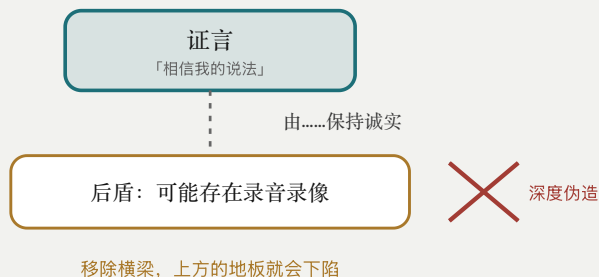 证言
「相信我的说法」
由……保持诚实
后盾：可能存在录音录像
深度伪造
移除横梁，上方的地板就会下陷